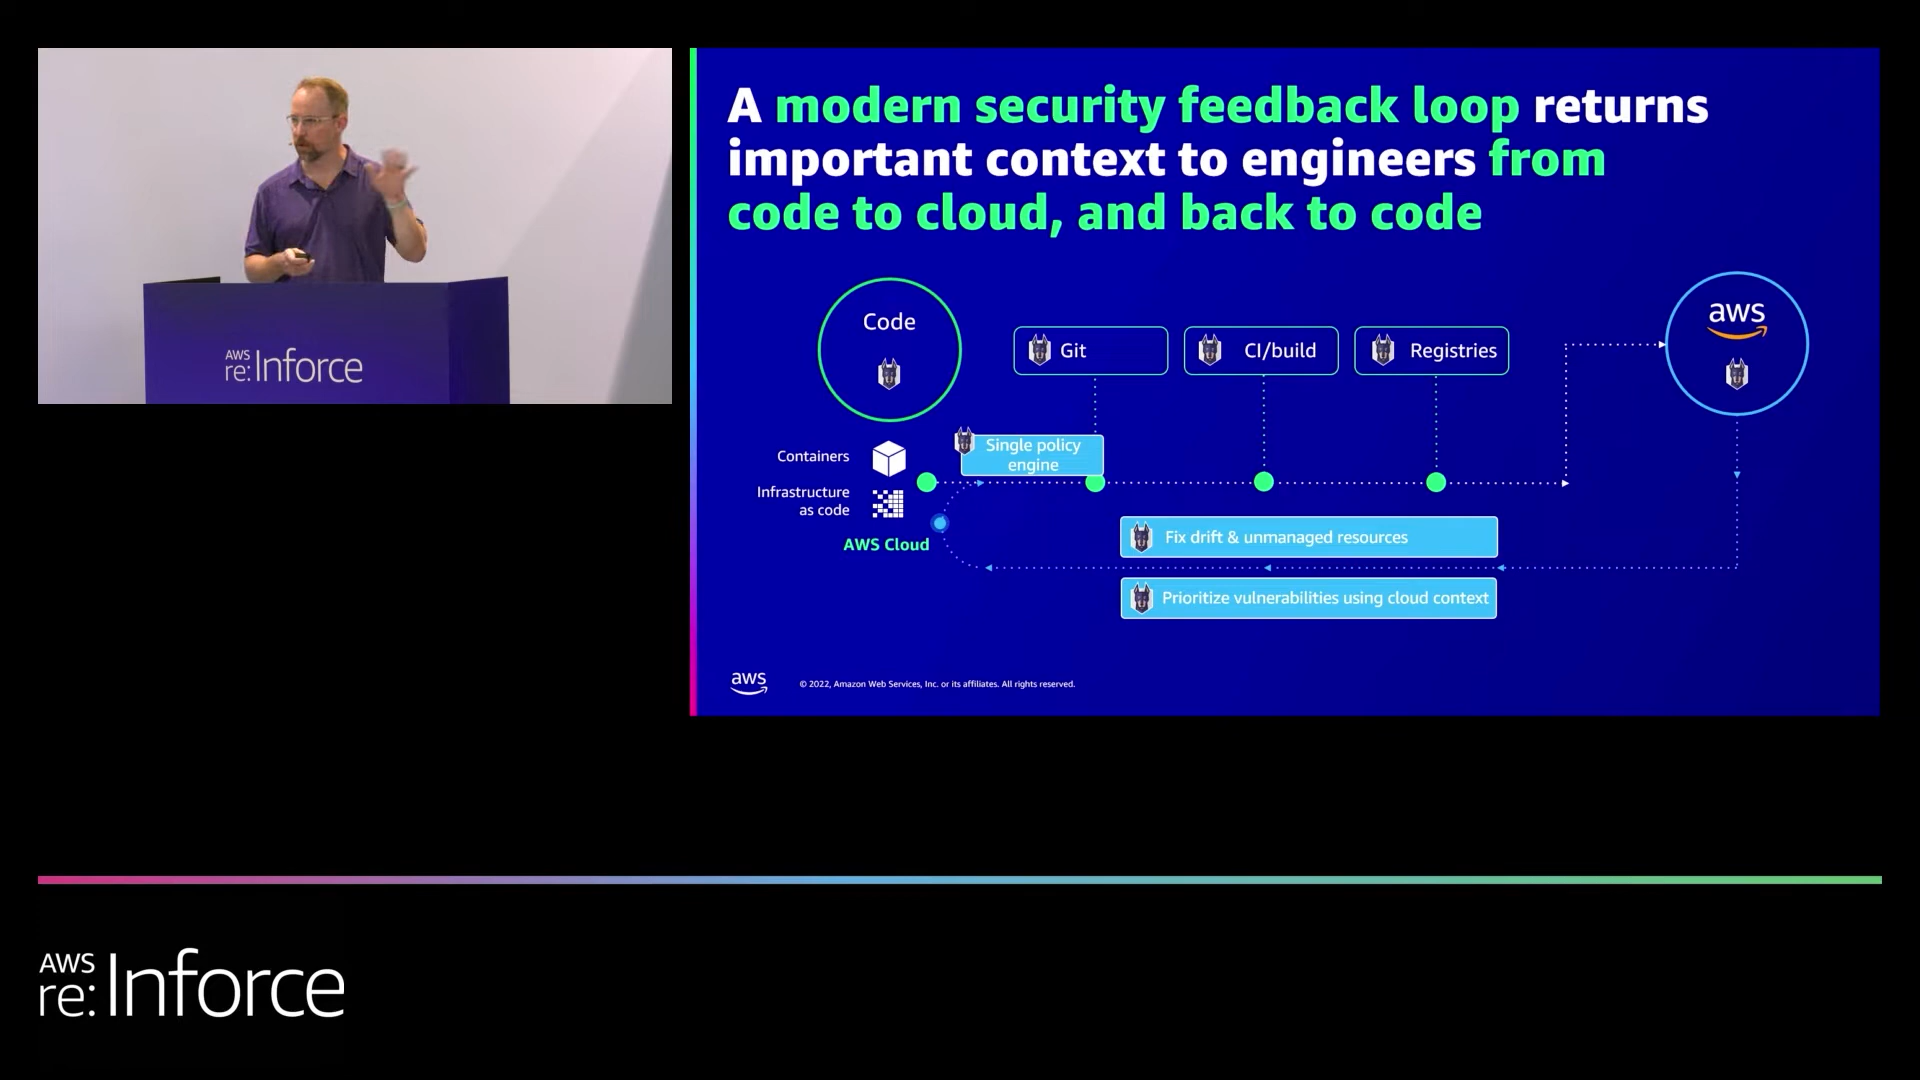 AWS
re:Inforce
A modern security feedback loop returns
important context to engineers from
code to cloud, and back to code
Code
Git
CI/build
Registries
aws
Containers
Infrastructure
as code
AWS Cloud
Single policy
engine
Fix drift & unmanaged resources
Prioritize vulnerabilities using cloud context
aws
© 2022, Amazon Web Services, Inc. or its affiliates. All rights reserved.
AWS
re:Inforce